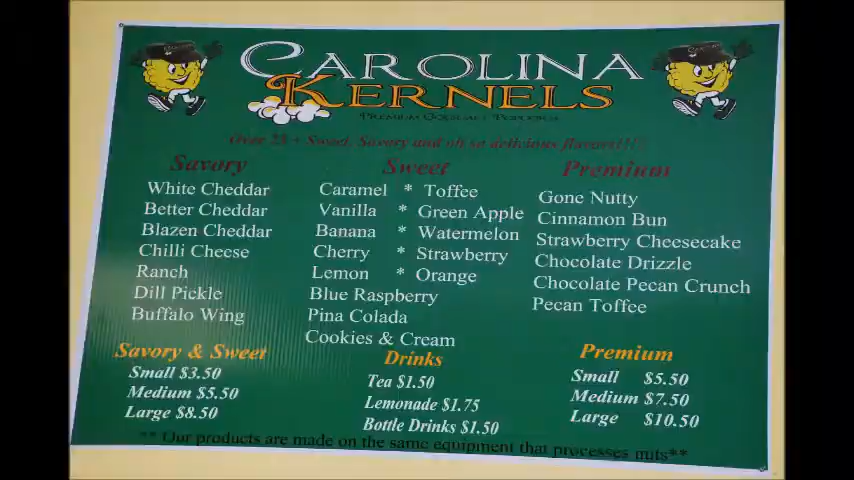 CAROLINA
KERNELS
PREMIUM GOURMET POPCORN
Over 25 + Sweet, Savory and oh so delicious flavors!!!!
Savory
White Cheddar
Better Cheddar
Blazen Cheddar
Chilli Cheese
Ranch
Dill Pickle
Buffalo Wing
Sweet
Caramel * Toffee
Vanilla * Green Apple
Banana * Watermelon
Cherry * Strawberry
Lemon * Orange
Blue Raspberry
Pina Colada
Cookies & Cream
Premium
Gone Nutty
Cinnamon Bun
Strawberry Cheesecake
Chocolate Drizzle
Chocolate Pecan Crunch
Pecan Toffee
Savory & Sweet
Small $3.50
Medium $5.50
Large $8.50
Drinks
Tea $1.50
Lemonade $1.75
Bottle Drinks $1.50
Premium
Small $5.50
Medium $7.50
Large $10.50
** Our products are made on the same equipment that processes nuts**